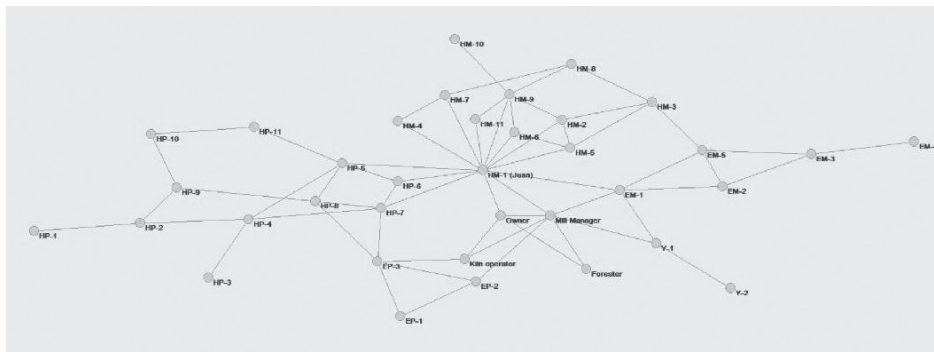 HM-10
HM-8
HM-7
HM-9
HM-3
HM-4
HM-11
HM-2
HP-11
HP-10
HM-6
HM-5
EM-5
EM-3
HM-1 (Juan)
HP-6
HP-9
EM-1
EM-2
HP-8
HP-7
HP-1
HP-2
HP-4
Owner
Mill Manager
Y-1
EP-3
Kiln operator
Forester
HP-3
EP-2
Y-2
EP-1